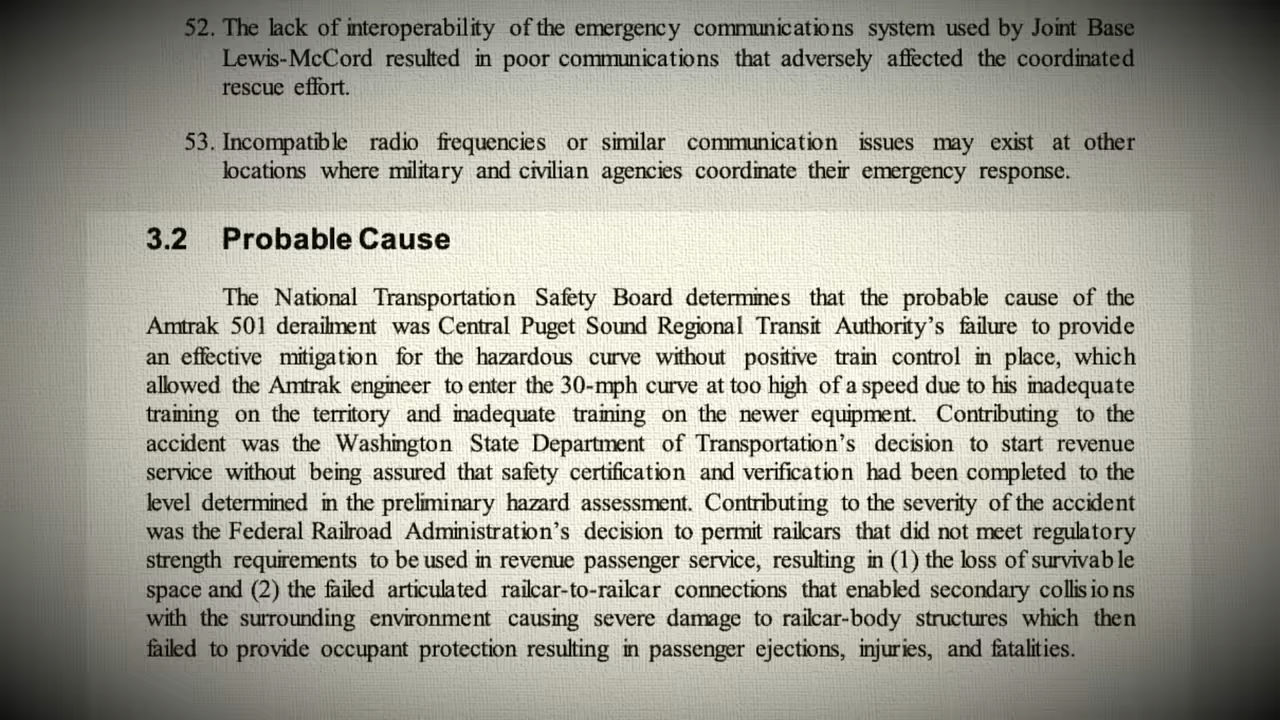 52. The lack of interoperability of the emergency communications system used by Joint Base
Lewis-McCord resulted in poor communications that adversely affected the coordinated
rescue effort.
53. Incompatible radio frequencies or similar communication issues may exist at other
locations where military and civilian agencies coordinate their emergency response.
3.2 Probable Cause
The National Transportation Safety Board determines that the probable cause of the
Amtrak 501 derailment was Central Puget Sound Regional Transit Authority's failure to provide
an effective mitigation for the hazardous curve without positive train control in place, which
allowed the Amtrak engineer to enter the 30-mph curve at too high of a speed due to his inadequate
training on the territory and inadequate training on the newer equipment. Contributing to the
accident was the Washington State Department of Transportation's decision to start revenue
service without being assured that safety certification and verification had been completed to the
level determined in the preliminary hazard assessment. Contributing to the severity of the accident
was the Federal Railroad Administration's decision to permit railcars that did not meet regulatory
strength requirements to be used in revenue passenger service, resulting in (1) the loss of survivable
space and (2) the failed articulated railcar-to-railcar connections that enabled secondary collisions
with the surrounding environment causing severe damage to railcar-body structures which then
failed to provide occupant protection resulting in passenger ejections, injuries, and fatalities.